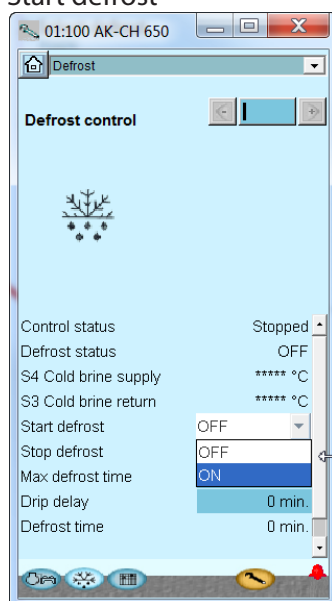 Start defrost
01:100 AK-CH 650
Defrost
Defrost control
Control status Stopped
Defrost status OFF
S4 Cold brine supply ***** °C
S3 Cold brine return ***** °C
Start defrost OFF
Stop defrost OFF
Max defrost time ON
Drip delay 0 min.
Defrost time 0 min.